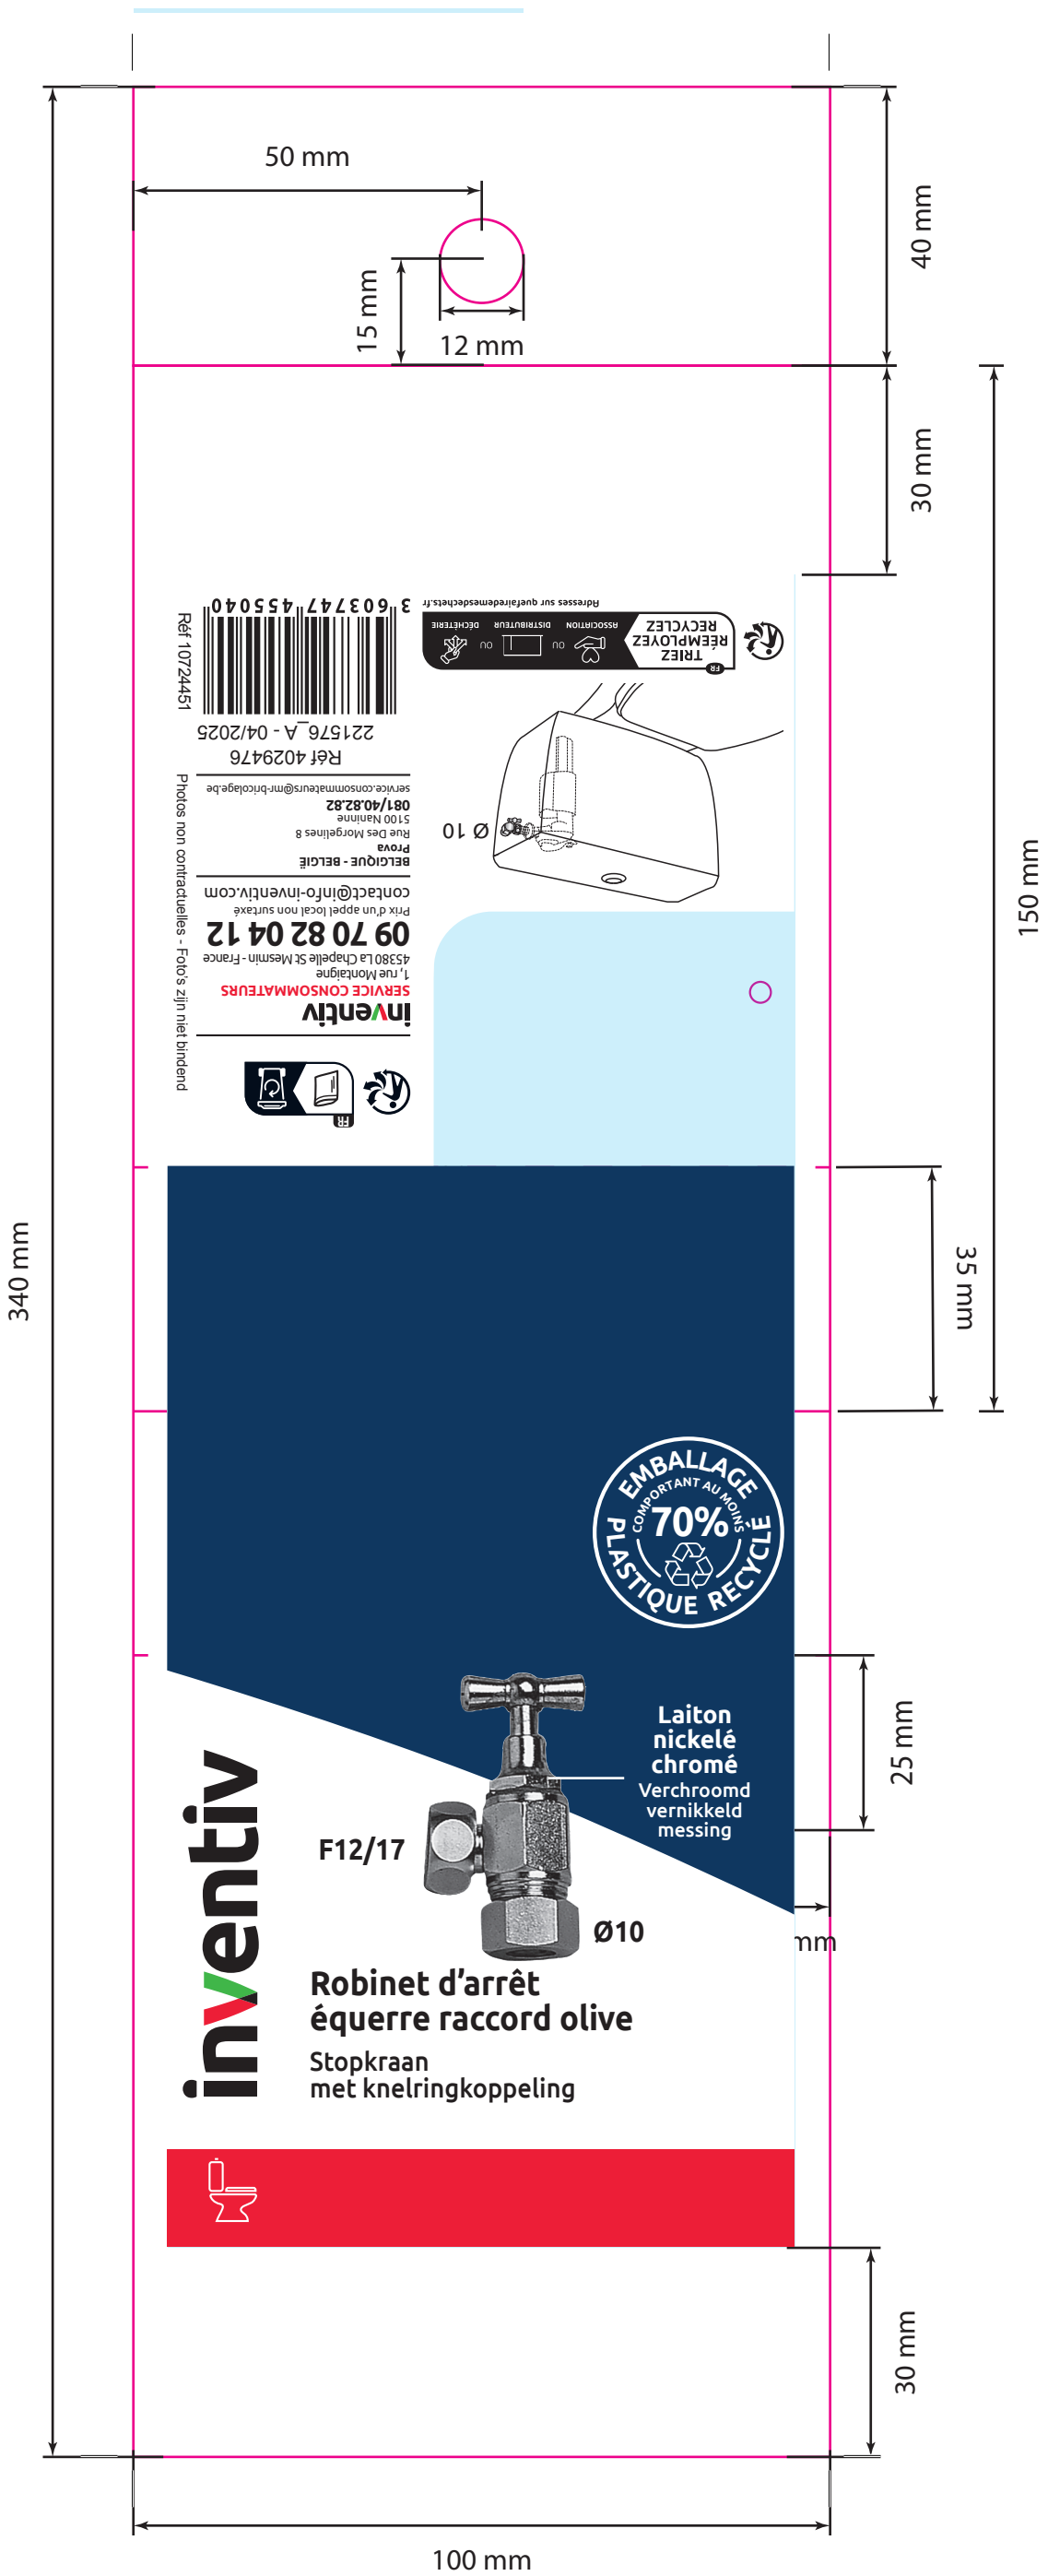 50 mm
40 mm
15 mm
12 mm
30 mm
150 mm
340 mm
35 mm
25 mm
mm
30 mm
100 mm
FR
inventiv
SERVICE CONSOMMATEURS
1, rue Montaigne
45380 La Chapelle St Mesmin - France
09 70 82 04 12
Prix d'un appel local non surtaxé
contact@info-inventiv.com
BELGIQUE - BELGIË
Prova
Rue Des Morgelines 8
5100 Naninne
081/40.82.82
service.consommateurs@mr-bricolage.be
Réf 4029476
221576_A - 04/2025
3 603747 455040
Réf 10724451
Photos non contractuelles - Foto's zijn niet bindend
Ø 10
FR
TRIEZ
RÉEMPLOYEZ
RECYCLEZ
ASSOCIATION
OU
DISTRIBUTEUR
OU
DÉCHÈTERIE
Adresses sur quefairedemesdechets.fr
EMBALLAGE
COMPORTANT AU MOINS
70%
PLASTIQUE RECYCLÉ
Laiton
nickelé
chromé
Verchroomd
vernikkeld
messing
F12/17
Ø10
inventiv
Robinet d'arrêt
équerre raccord olive
Stopkraan
met knelringkoppeling